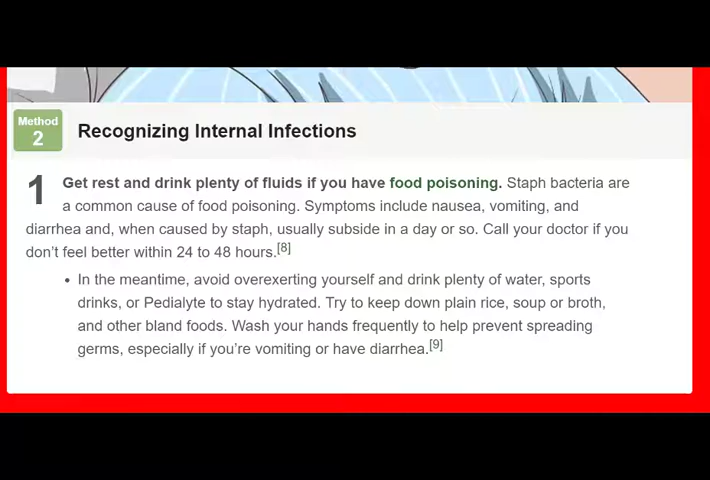 Method
2
Recognizing Internal Infections
1
Get rest and drink plenty of fluids if you have food poisoning. Staph bacteria are
a common cause of food poisoning. Symptoms include nausea, vomiting, and
diarrhea and, when caused by staph, usually subside in a day or so. Call your doctor if you
don’t feel better within 24 to 48 hours.[8]
• In the meantime, avoid overexerting yourself and drink plenty of water, sports
drinks, or Pedialyte to stay hydrated. Try to keep down plain rice, soup or broth,
and other bland foods. Wash your hands frequently to help prevent spreading
germs, especially if you’re vomiting or have diarrhea.[9]